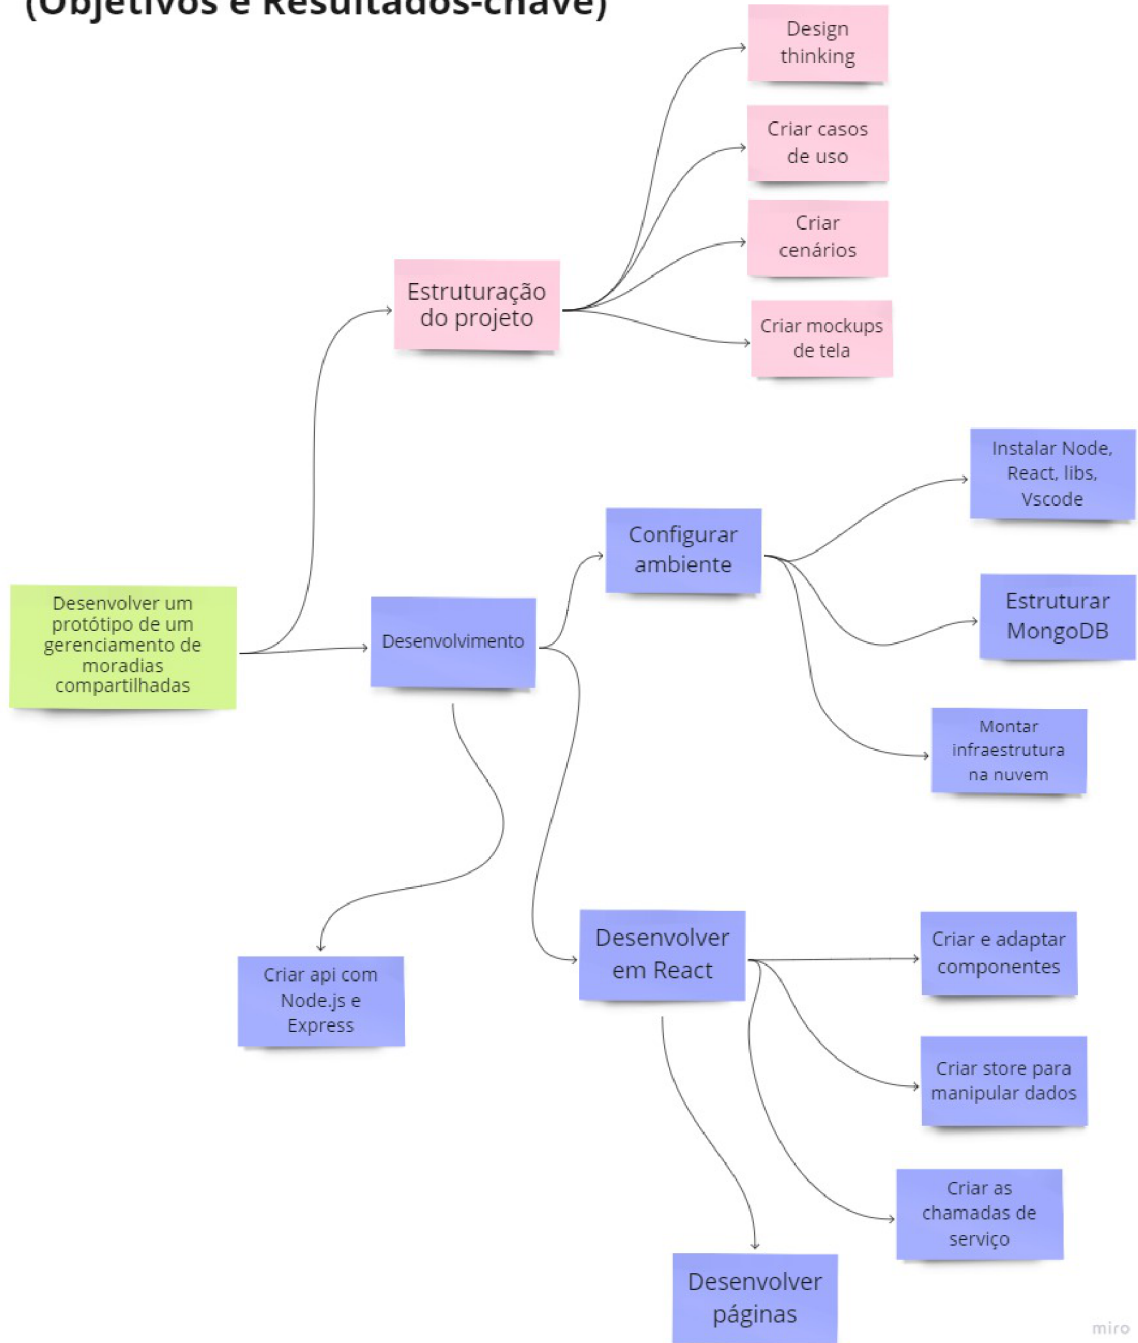 (Objetivos e Resultados-chave)
Design
thinking
Criar casos
de uso
Criar
cenários
Criar mockups
de tela
Estruturação
do projeto
Instalar Node,
React, libs,
Vscode
Configurar
ambiente
Estruturar
MongoDB
Desenvolver um
protótipo de um
gerenciamento de
moradias
compartilhadas
Desenvolvimento
Montar
infraestrutura
na nuvem
Desenvolver
em React
Criar e adaptar
componentes
Criar api com
Node.js e
Express
Criar store para
manipular dados
Criar as
chamadas de
serviço
Desenvolver
páginas
miro